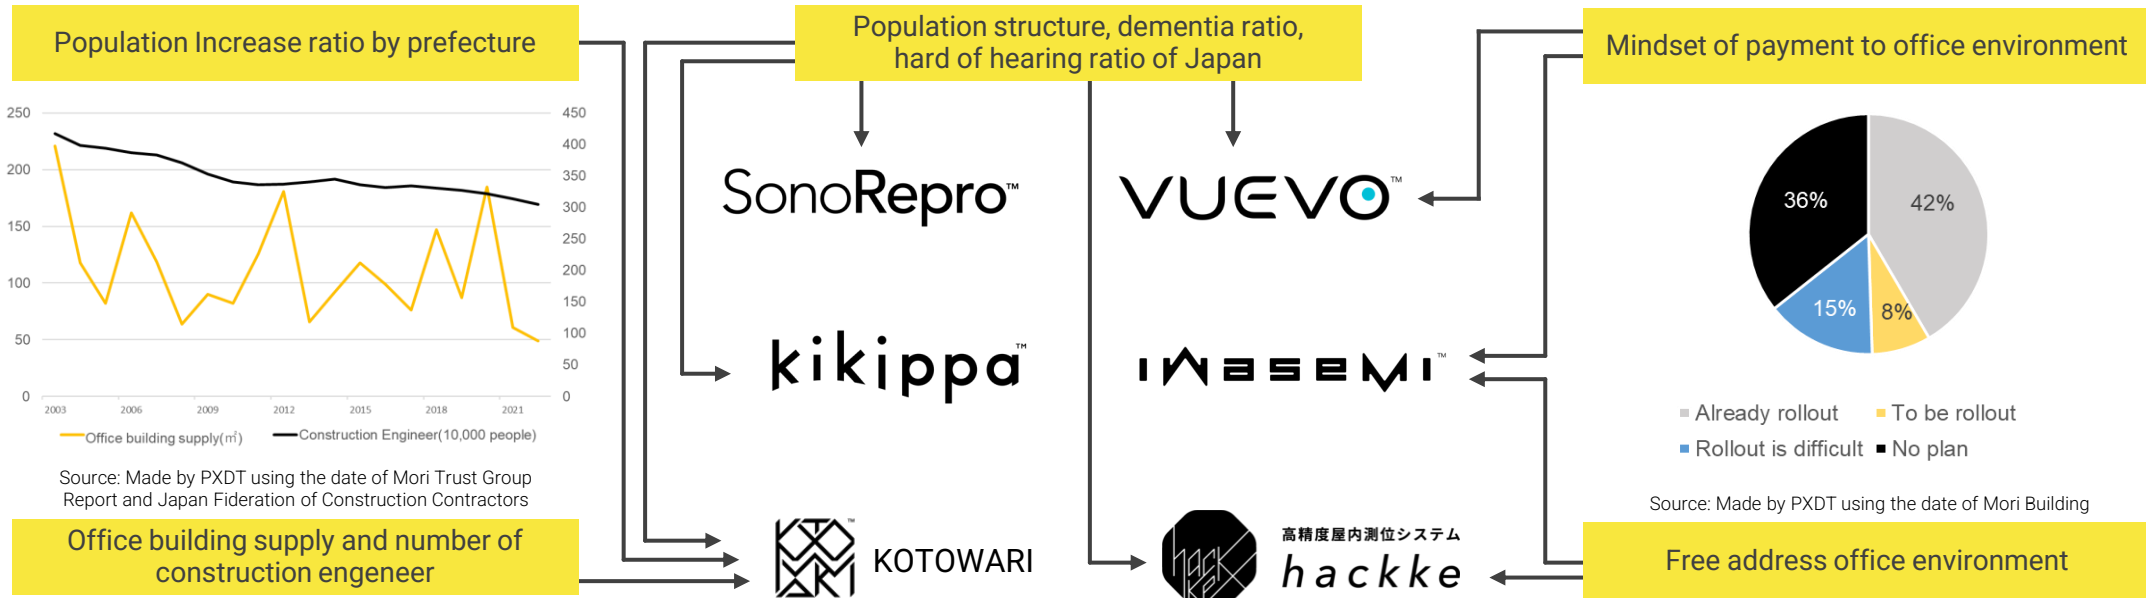 Population Increase ratio by prefecture
Population structure, dementia ratio,
hard of hearing ratio of Japan
Mindset of payment to office environment
250
200
150
100
50
0
450
400
350
300
250
200
150
100
50
0
2003
2006
2009
2012
2015
2018
2021
Office building supply(㎡)
Construction Engineer(10,000 people)
Source: Made by PXDT using the date of Mori Trust Group
Report and Japan Fideration of Construction Contractors
Office building supply and number of
construction engeneer
SonoRepro™
VUEVO™
kikippa™
iwasemi™
KOTOWARI™
KOTOWARI
hackke
高精度屋内測位システム
hackke
36%
42%
15%
8%
Already rollout
To be rollout
Rollout is difficult
No plan
Source: Made by PXDT using the date of Mori Building
Free address office environment